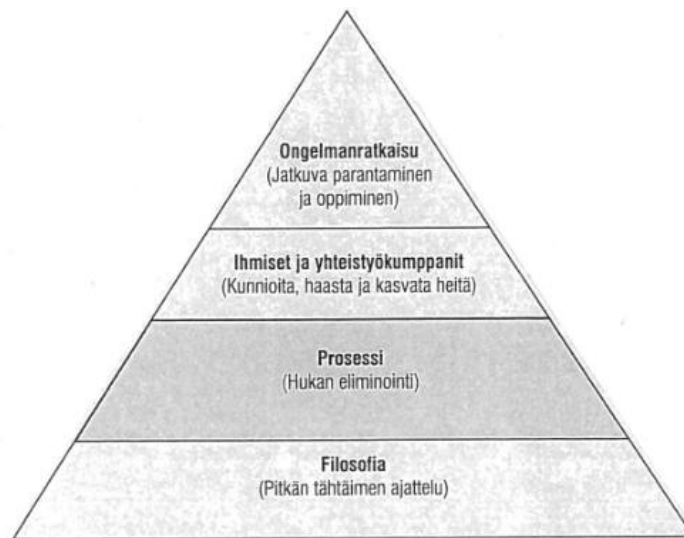 Ongelmanratkaisu
(Jatkuva parantaminen
ja oppiminen)
Ihmiset ja yhteistyökumppanit
(Kunnioita, haasta ja kasvata heitä)
Prosessi
(Hukan eliminointi)
Filosofia
(Pitkän tähtäimen ajattelu)